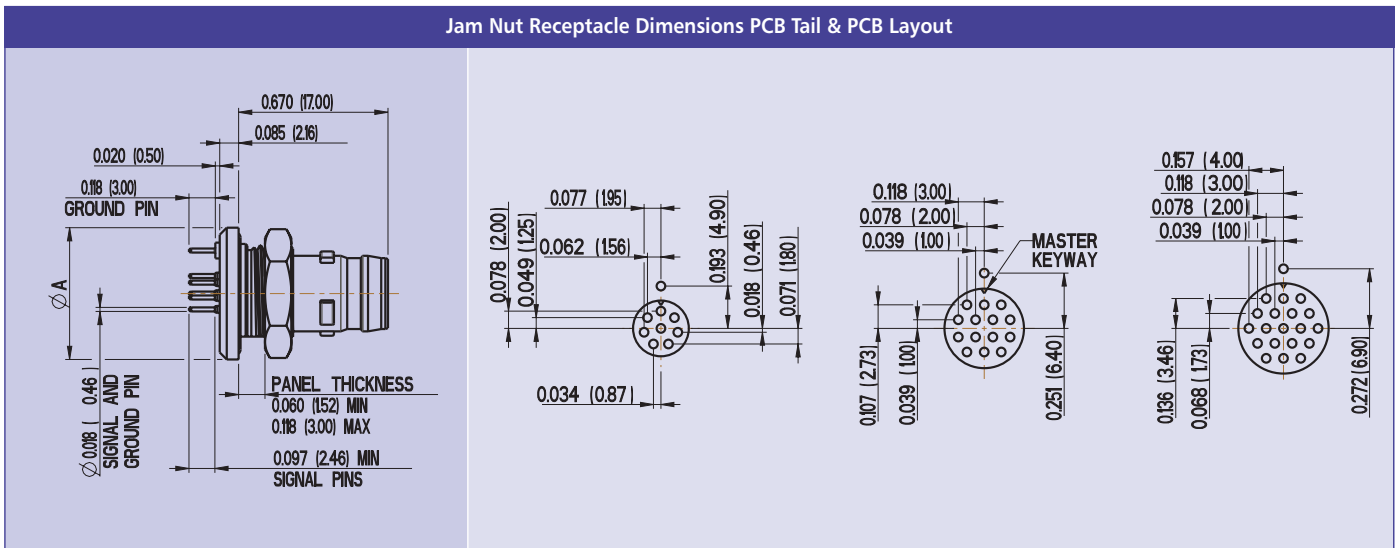 Jam Nut Receptacle Dimensions PCB Tail & PCB Layout
0.670 (17.00)
0.085 (2.16)
0.020 (0.50)
0.118 (3.00)
GROUND PIN
Ø A
Ø 0.018 ( 0.46 )
SIGNAL AND
GROUND PIN
PANEL THICKNESS
0.060 (1.52) MIN
0.118 (3.00) MAX
0.097 (2.46) MIN
SIGNAL PINS
0.077 (1.95)
0.062 (1.56)
0.078 (2.00)
0.049 (1.25)
0.193 (4.90)
0.018 (0.46)
0.071 (1.80)
0.034 (0.87)
0.118 (3.00)
0.078 (2.00)
0.039 (1.00)
MASTER
KEYWAY
0.107 (2.73)
0.039 (1.00)
0.251 (6.40)
0.157 (4.00)
0.118 (3.00)
0.078 (2.00)
0.039 (1.00)
0.136 (3.46)
0.068 (1.73)
0.272 (6.90)